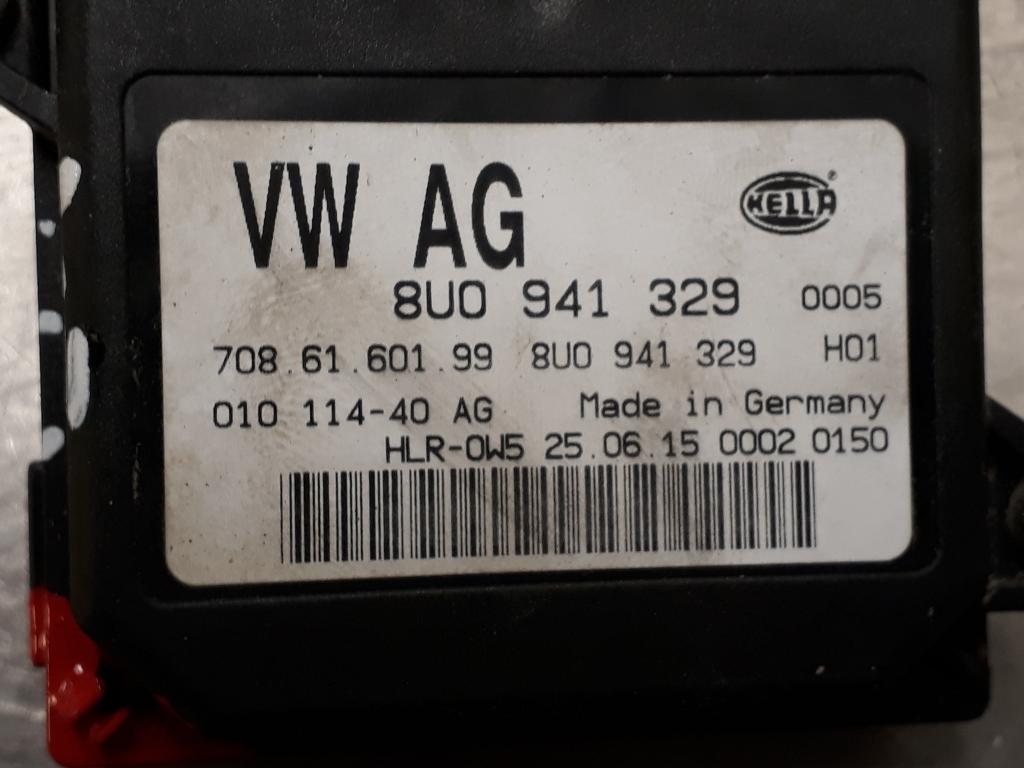 VW AG
HELLA®
8U0 941 329 0005
708.61.601.99 8U0 941 329 H01
010 114-40 AG Made in Germany
HLR-0W5 25.06.15 0002 0150